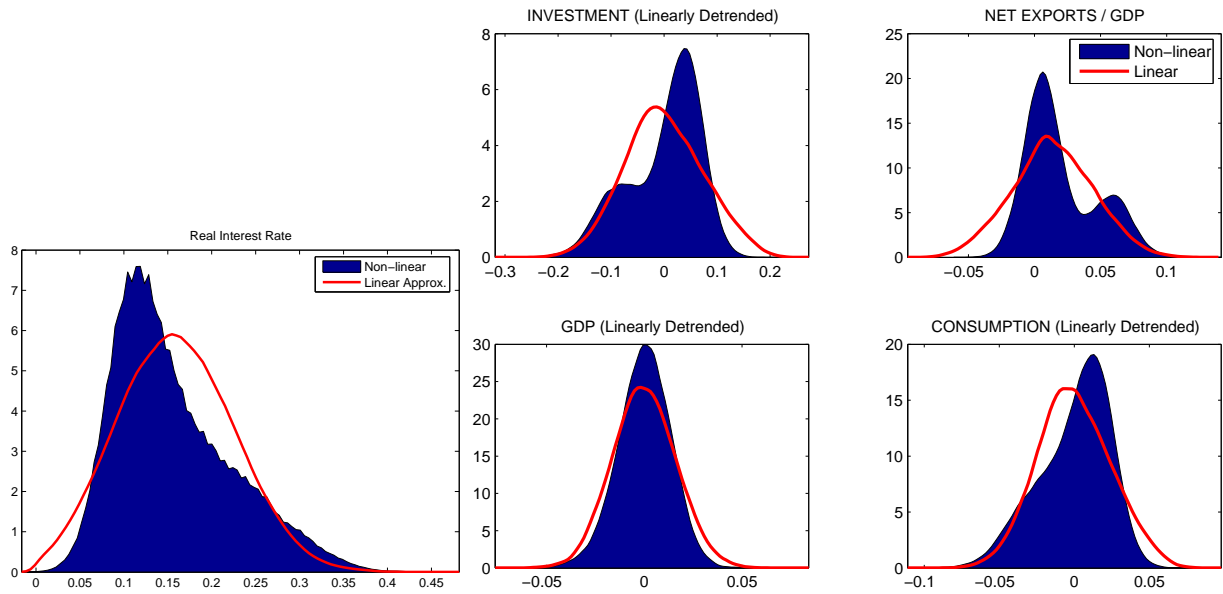 Real Interest Rate
8
7
6
5
4
3
2
1
0
Non-linear
Linear Approx.
0 0.05 0.1 0.15 0.2 0.25 0.3 0.35 0.4 0.45
INVESTMENT (Linearly Detrended)
8
6
4
2
0
−0.3 −0.2 −0.1 0 0.1 0.2
NET EXPORTS / GDP
25
20
15
10
5
0
Non−linear
Linear
−0.05 0 0.05 0.1
GDP (Linearly Detrended)
30
25
20
15
10
5
0
−0.05 0 0.05
CONSUMPTION (Linearly Detrended)
20
15
10
5
0
−0.1 −0.05 0 0.05